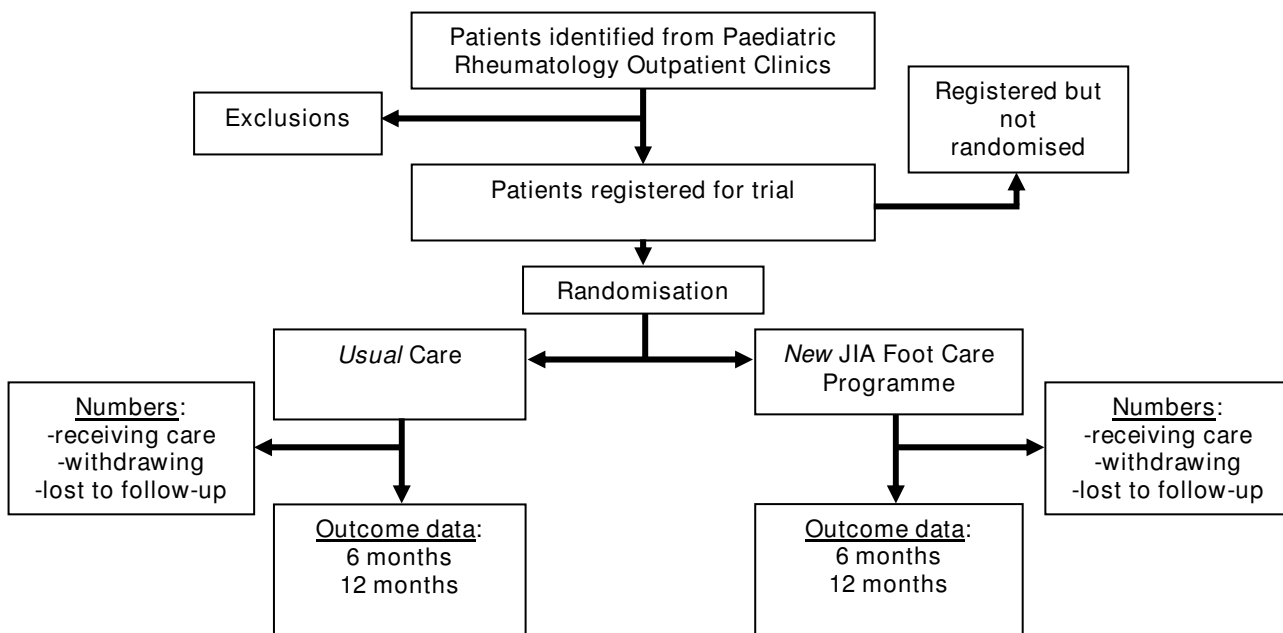 Patients identified from Paediatric
Rheumatology Outpatient Clinics
Exclusions
Registered but
not
randomised
Patients registered for trial
Randomisation
Usual Care
New JIA Foot Care
Programme
Numbers:
-receiving care
-withdrawing
-lost to follow-up
Numbers:
-receiving care
-withdrawing
-lost to follow-up
Outcome data:
6 months
12 months
Outcome data:
6 months
12 months